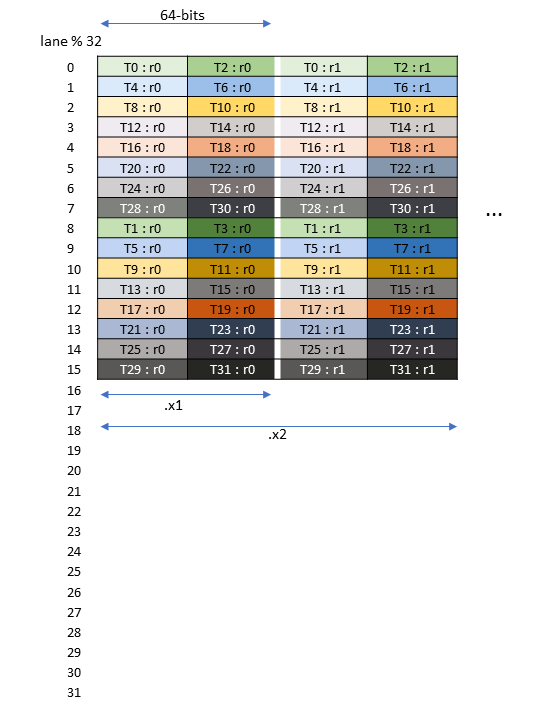 64-bits
lane % 32
0 T0 : r0 T2 : r0 T0 : r1 T2 : r1
1 T4 : r0 T6 : r0 T4 : r1 T6 : r1
2 T8 : r0 T10 : r0 T8 : r1 T10 : r1
3 T12 : r0 T14 : r0 T12 : r1 T14 : r1
4 T16 : r0 T18 : r0 T16 : r1 T18 : r1
5 T20 : r0 T22 : r0 T20 : r1 T22 : r1
6 T24 : r0 T26 : r0 T24 : r1 T26 : r1
7 T28 : r0 T30 : r0 T28 : r1 T30 : r1 ...
8 T1 : r0 T3 : r0 T1 : r1 T3 : r1
9 T5 : r0 T7 : r0 T5 : r1 T7 : r1
10 T9 : r0 T11 : r0 T9 : r1 T11 : r1
11 T13 : r0 T15 : r0 T13 : r1 T15 : r1
12 T17 : r0 T19 : r0 T17 : r1 T19 : r1
13 T21 : r0 T23 : r0 T21 : r1 T23 : r1
14 T25 : r0 T27 : r0 T25 : r1 T27 : r1
15 T29 : r0 T31 : r0 T29 : r1 T31 : r1
16
17 .x1
18 .x2
19
20
21
22
23
24
25
26
27
28
29
30
31